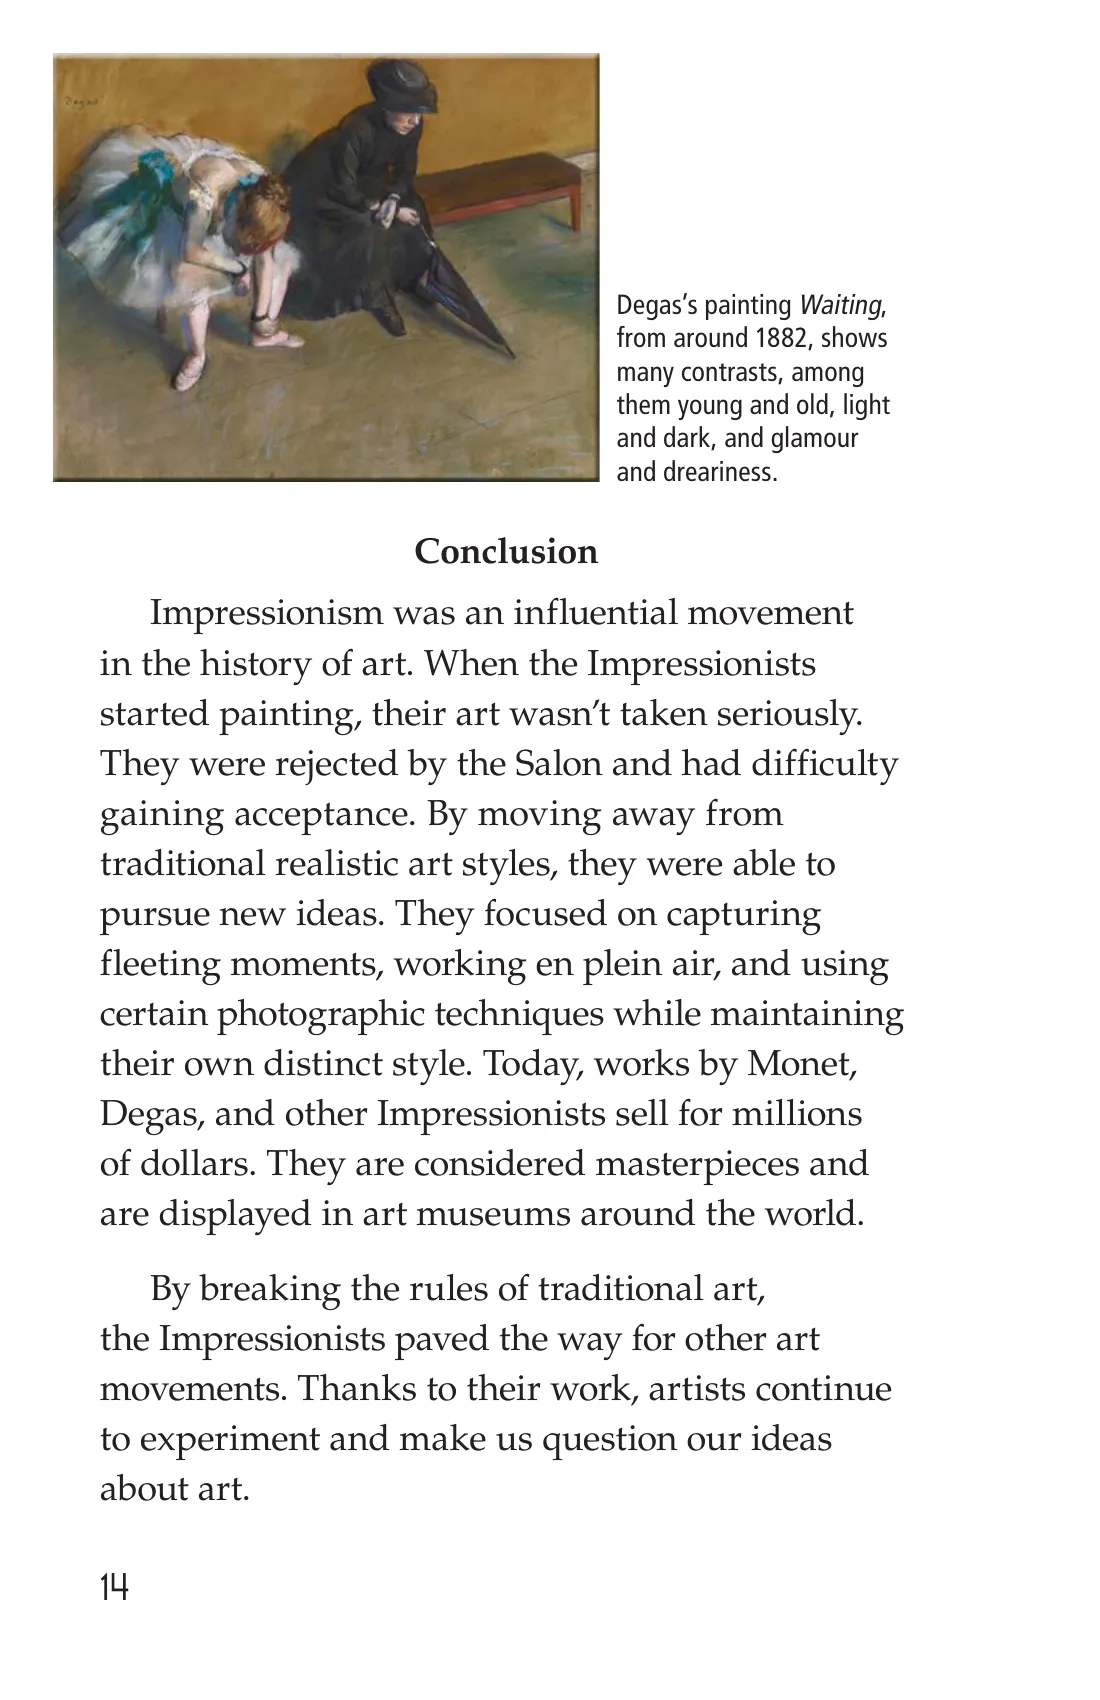 Degas
Degas’s painting Waiting,
from around 1882, shows
many contrasts, among
them young and old, light
and dark, and glamour
and dreariness.
Conclusion
Impressionism was an influential movement
in the history of art. When the Impressionists
started painting, their art wasn’t taken seriously.
They were rejected by the Salon and had difficulty
gaining acceptance. By moving away from
traditional realistic art styles, they were able to
pursue new ideas. They focused on capturing
fleeting moments, working en plein air, and using
certain photographic techniques while maintaining
their own distinct style. Today, works by Monet,
Degas, and other Impressionists sell for millions
of dollars. They are considered masterpieces and
are displayed in art museums around the world.
By breaking the rules of traditional art,
the Impressionists paved the way for other art
movements. Thanks to their work, artists continue
to experiment and make us question our ideas
about art.
14